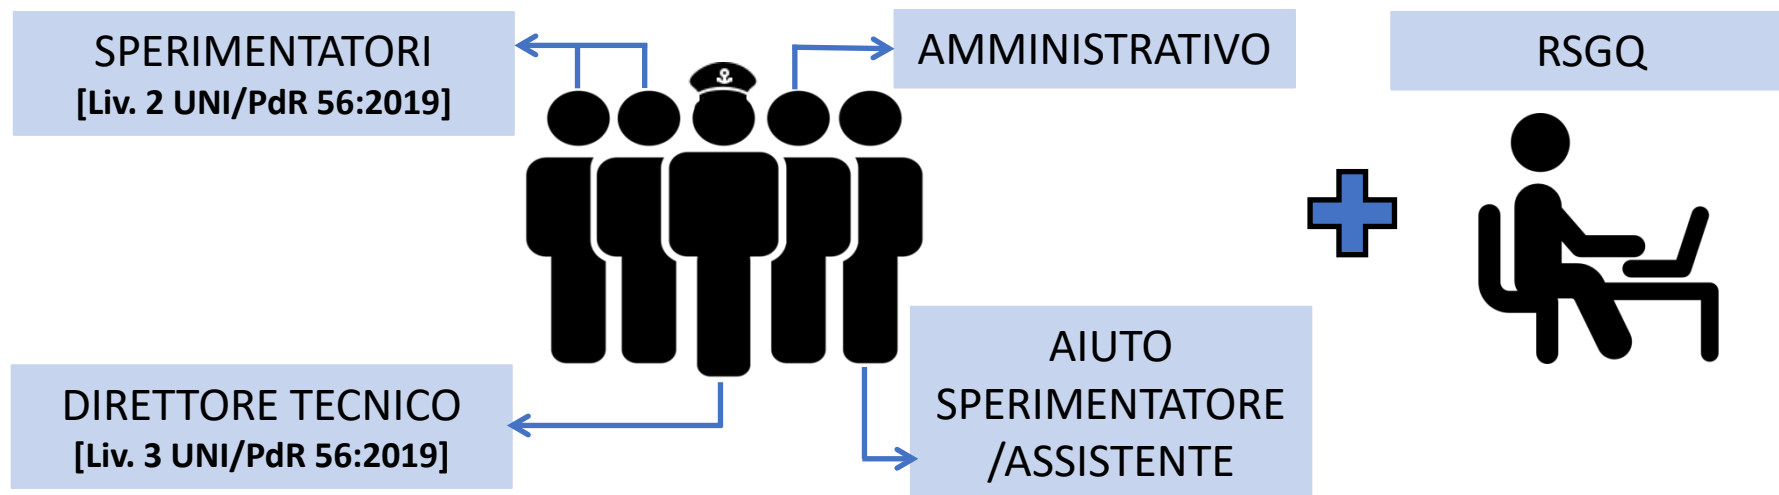 SPERIMENTATORI
[Liv. 2 UNI/PdR 56:2019]
AMMINISTRATIVO
RSGQ
DIRETTORE TECNICO
[Liv. 3 UNI/PdR 56:2019]
AIUTO
SPERIMENTATORE
/ASSISTENTE